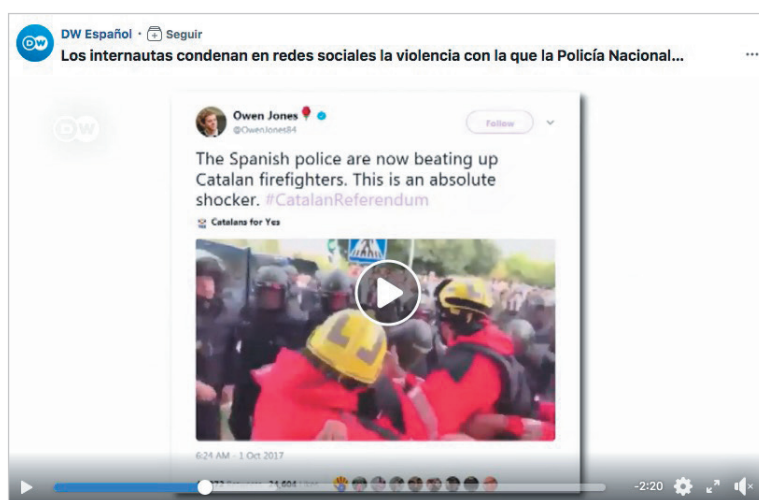 DW Español · Seguir
Los internautas condenan en redes sociales la violencia con la que la Policía Nacional...
DW
Owen Jones
@OwenJones84
Follow
The Spanish police are now beating up
Catalan firefighters. This is an absolute
shocker. #CatalanReferendum
Catalans for Yes
6:24 AM - 1 Oct 2017
-2:20